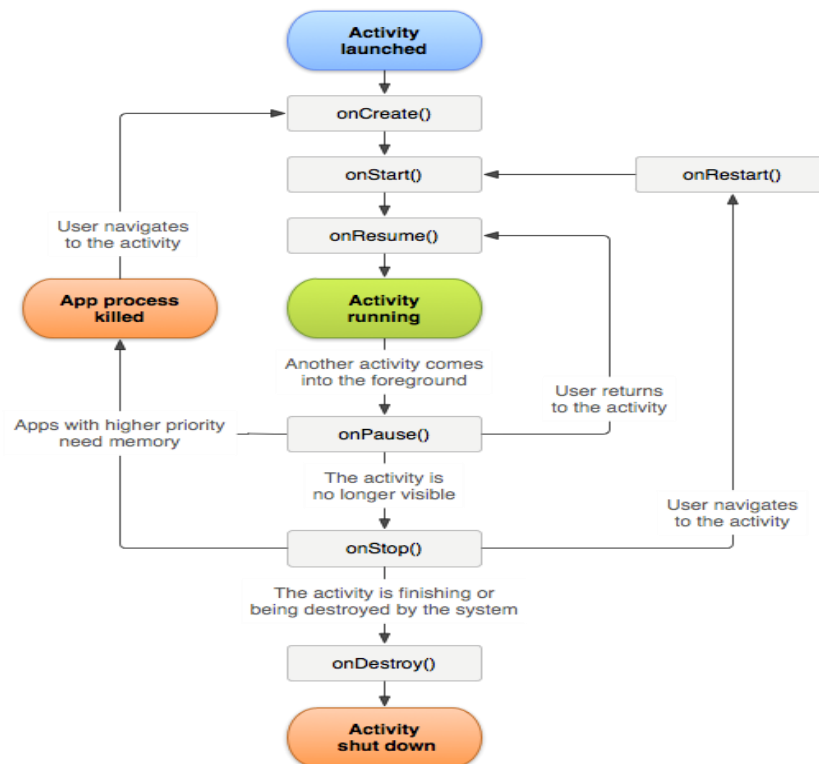 Activity
launched
onCreate()
onStart()
onRestart()
User navigates
to the activity
onResume()
App process
killed
Activity
running
Another activity comes
into the foreground
User returns
to the activity
Apps with higher priority
need memory
onPause()
The activity is
no longer visible
User navigates
to the activity
onStop()
The activity is finishing or
being destroyed by the system
onDestroy()
Activity
shut down